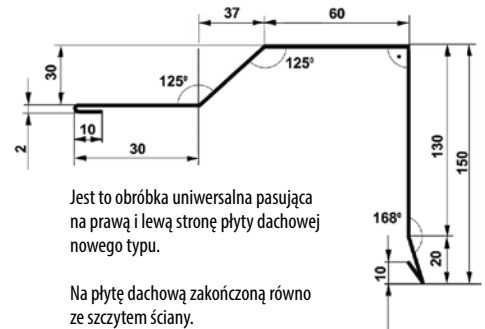 37
60
30
125°
125°
10
2
30
130
150
168°
20
10
Jest to obróbka uniwersalna pasująca
na prawą i lewą stronę płyty dachowej
nowego typu.
Na płytę dachową zakończoną równo
ze szczytem ściany.